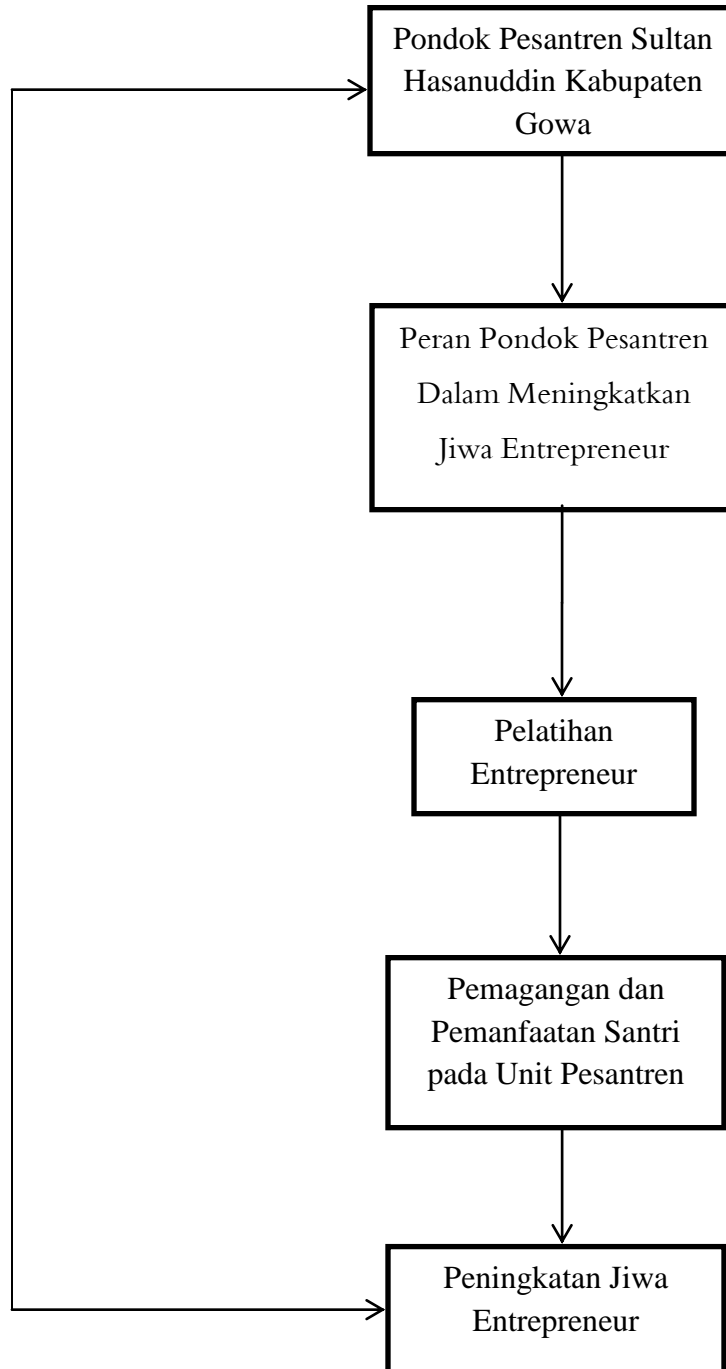 Pondok Pesantren Sultan
Hasanuddin Kabupaten
Gowa
Peran Pondok Pesantren
Dalam Meningkatkan
Jiwa Entrepreneur
Pelatihan
Entrepreneur
Pemagangan dan
Pemanfaatan Santri
pada Unit Pesantren
Peningkatan Jiwa
Entrepreneur